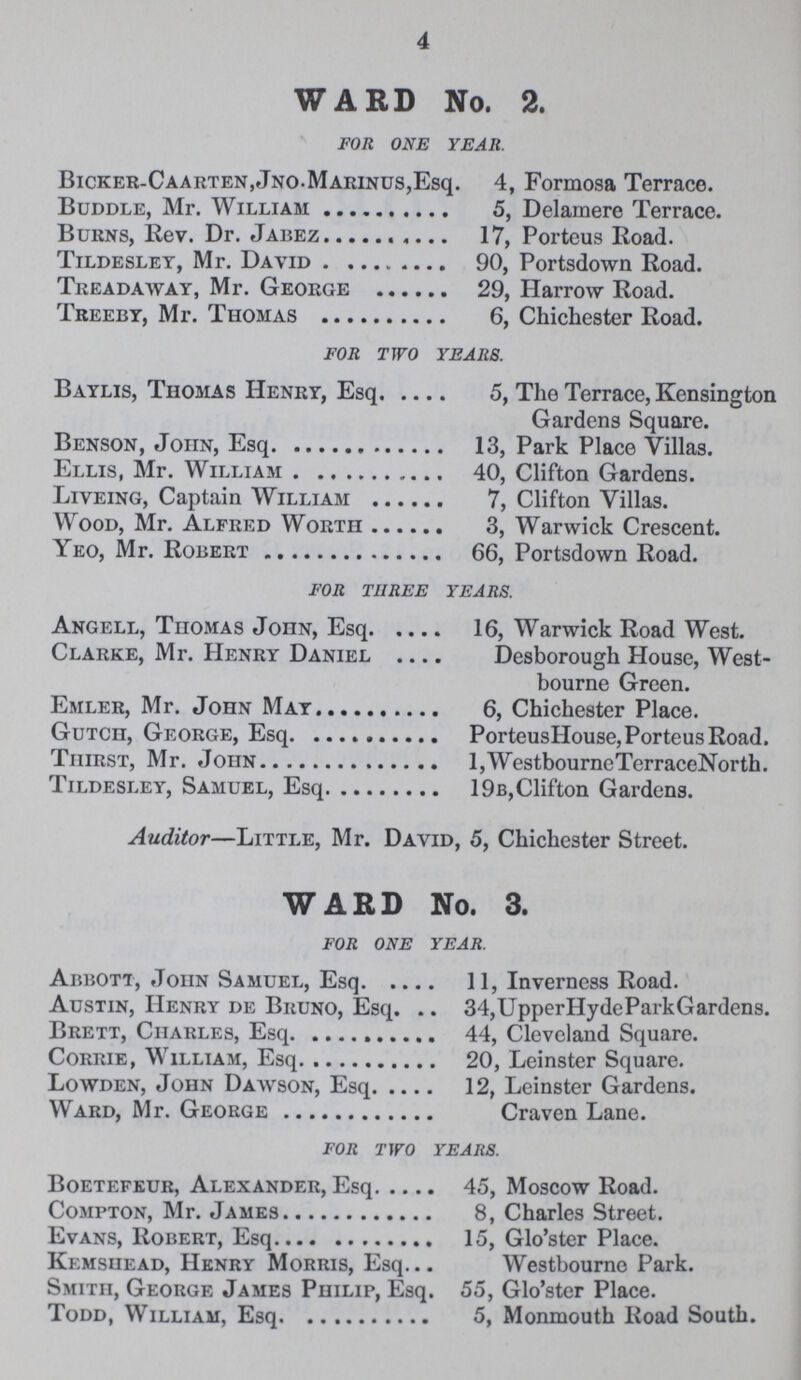 4
WARD No. 2.
FOR ONE YEAR.
BICKER-CAARTEN,JNO.MARINUS,Esq. 4, Formosa Terrace.
BUDDLE, Mr. WILLIAM .......... 5, Delamere Terrace.
BURNS, Rev. Dr. JABEZ.......... 17, Porteus Road.
TILDESLEY, Mr. DAVID ......... 90, Portsdown Road.
TREADAWAY, Mr. GEORGE ...... 29, Harrow Road.
TREEBY, Mr. THOMAS .......... 6, Chichester Road.
FOR TWO YEARS.
BAYLIS, THOMAS HENRY, Esq. .... 5, The Terrace, Kensington
Gardens Square.
BENSON, JOHN, Esq. ............ 13, Park Place Villas.
ELLIS, Mr. WILLIAM ........... 40, Clifton Gardens.
LIVEING, Captain WILLIAM ...... 7, Clifton Villas.
WOOD, Mr. ALFRED WORTH ...... 3, Warwick Crescent.
YEO, Mr. ROBERT .............. 66, Portsdown Road.
FOR THREE YEARS.
ANGELL, THOMAS JOHN, Esq. .... 16, Warwick Road West.
CLARKE, Mr. HENRY DANIEL .... Desborough House, West-
bourne Green.
EMLER, Mr. JOHN MAY.......... 6, Chichester Place.
GUTCH, GEORGE, Esq. .......... Porteus House, Porteus Road.
THIRST, Mr. JOHN.............. 1, Westbourne Terrace North.
TILDESLEY, SAMUEL, Esq. ........ 19B, Clifton Gardens.
Auditor—LITTLE, Mr. DAVID, 5, Chichester Street.
WARD No. 3.
FOR ONE YEAR.
ABBOTT, JOHN SAMUEL, Esq. .... 11, Inverness Road.
AUSTIN, HENRY DE BRUNO, Esq. .. 34, Upper Hyde Park Gardens.
BRETT, CHARLES, Esq. .......... 44, Cleveland Square.
CORRIE, WILLIAM, Esq........... 20, Leinster Square.
LOWDEN, JOHN DAWSON, Esq. .... 12, Leinster Gardens.
WARD, Mr. GEORGE ............ Craven Lane.
FOR TWO YEARS.
BOETEFEUR, ALEXANDER, Esq. .... 45, Moscow Road.
COMPTON, Mr. JAMES............ 8, Charles Street.
EVANS, ROBERT, Esq............ 15, Glo'ster Place.
KEMSHEAD, HENRY MORRIS, Esq... Westbourne Park.
SMITH, GEORGE JAMES PHILIP, Esq. 55, Glo'ster Place.
TODD, WILLIAM, Esq. ........... 5, Monmouth Road South.